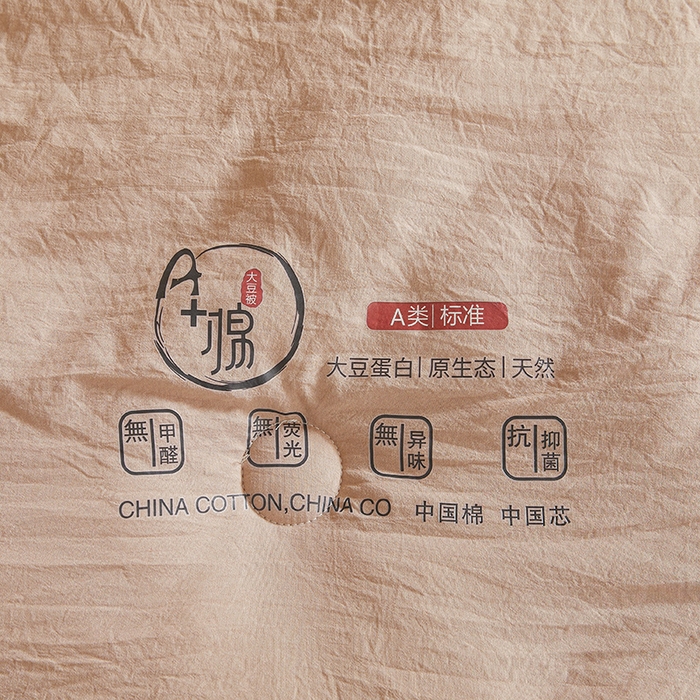 A+棉
大豆被
A类|标准
大豆蛋白|原生态|天然
無|甲醛
無|荧光
無|异味
抗|抑菌
CHINA COTTON,CHINA CO 中国棉 中国芯